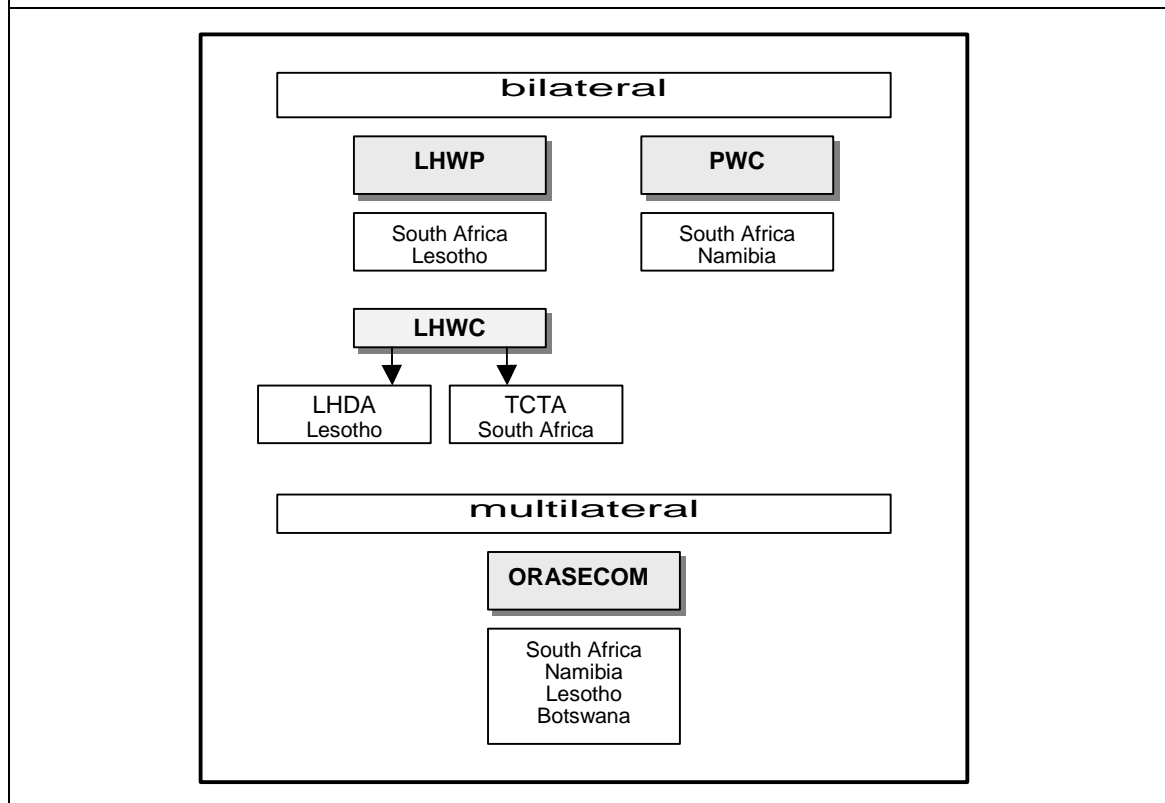 bilateral
LHWP
South Africa
Lesotho
PWC
South Africa
Namibia
LHWC
LHDA
Lesotho
TCTA
South Africa
multilateral
ORASECOM
South Africa
Namibia
Lesotho
Botswana